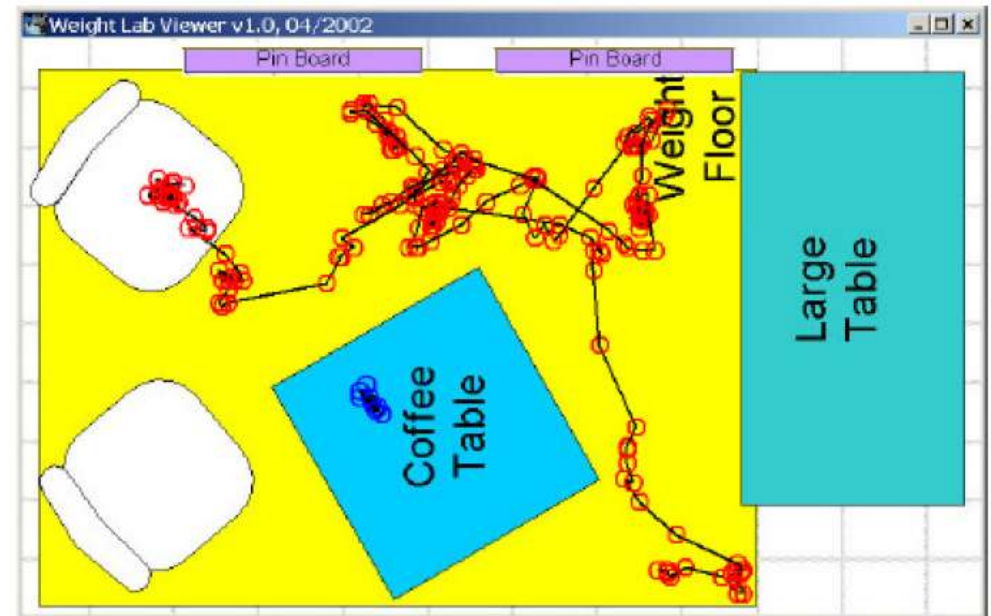 Weight Lab Viewer v1.0, 04/2002
Pin Board
Pin Board
Weight
Floor
Large
Table
Coffee
Table